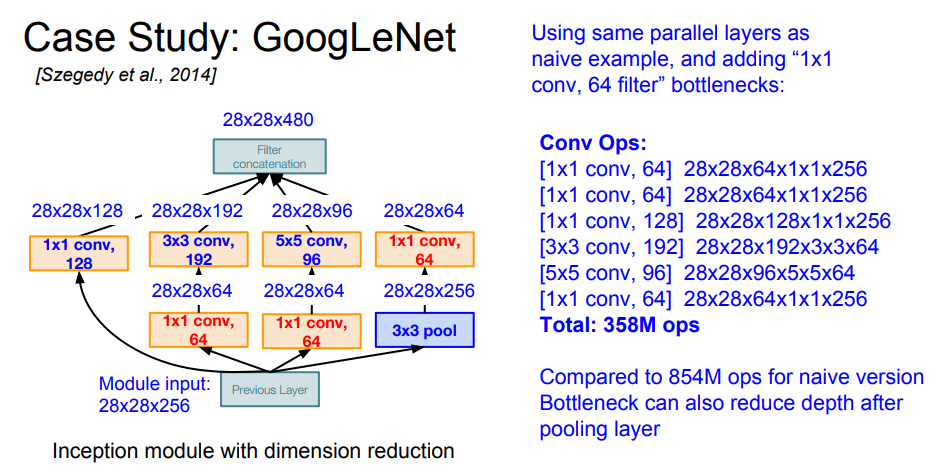 Case Study: GoogLeNet
[Szegedy et al., 2014]
28x28x480
Filter
concatenation
28x28x128
28x28x192
28x28x96
28x28x64
1x1 conv,
128
3x3 conv,
192
5x5 conv,
96
1x1 conv,
64
28x28x64
28x28x64
28x28x256
1x1 conv,
64
1x1 conv,
64
3x3 pool
Module input:
28x28x256
Previous Layer
Inception module with dimension reduction
Using same parallel layers as
naive example, and adding “1x1
conv, 64 filter” bottlenecks:
Conv Ops:
[1x1 conv, 64] 28x28x64x1x1x256
[1x1 conv, 64] 28x28x64x1x1x256
[1x1 conv, 128] 28x28x128x1x1x256
[3x3 conv, 192] 28x28x192x3x3x64
[5x5 conv, 96] 28x28x96x5x5x64
[1x1 conv, 64] 28x28x64x1x1x256
Total: 358M ops
Compared to 854M ops for naive version
Bottleneck can also reduce depth after
pooling layer